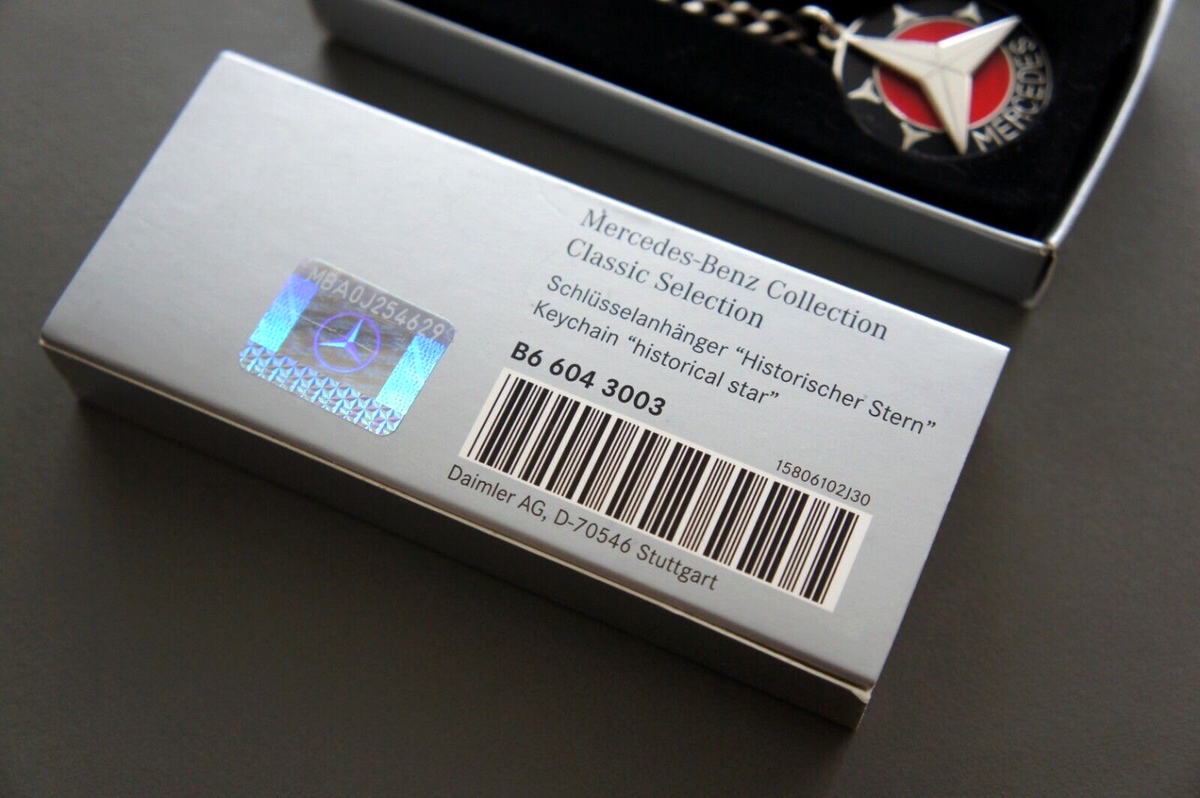 MERCEDES
Mercedes-Benz Collection
Classic Selection
Schlüsselanhänger “Historischer Stern”
Keychain “historical star”
B6 604 3003
15806102J30
Daimler AG, D-70546 Stuttgart
MBA0J254629